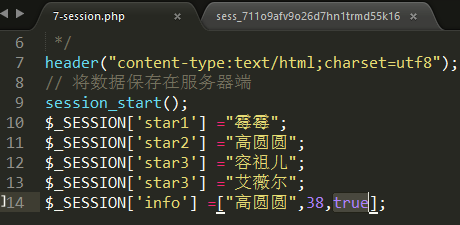 7-session.php × sess_711o9afv9o26d7hn1trmd55k16 ×
6 */
7 header("content-type:text/html;charset=utf8");
8 // 将数据保存在服务器端
9 session_start();
10 $_SESSION['star1'] ="霉霉";
11 $_SESSION['star2'] ="高圆圆";
12 $_SESSION['star3'] ="容祖儿";
13 $_SESSION['star3'] ="艾薇尔";
14 $_SESSION['info'] =["高圆圆",38,true];